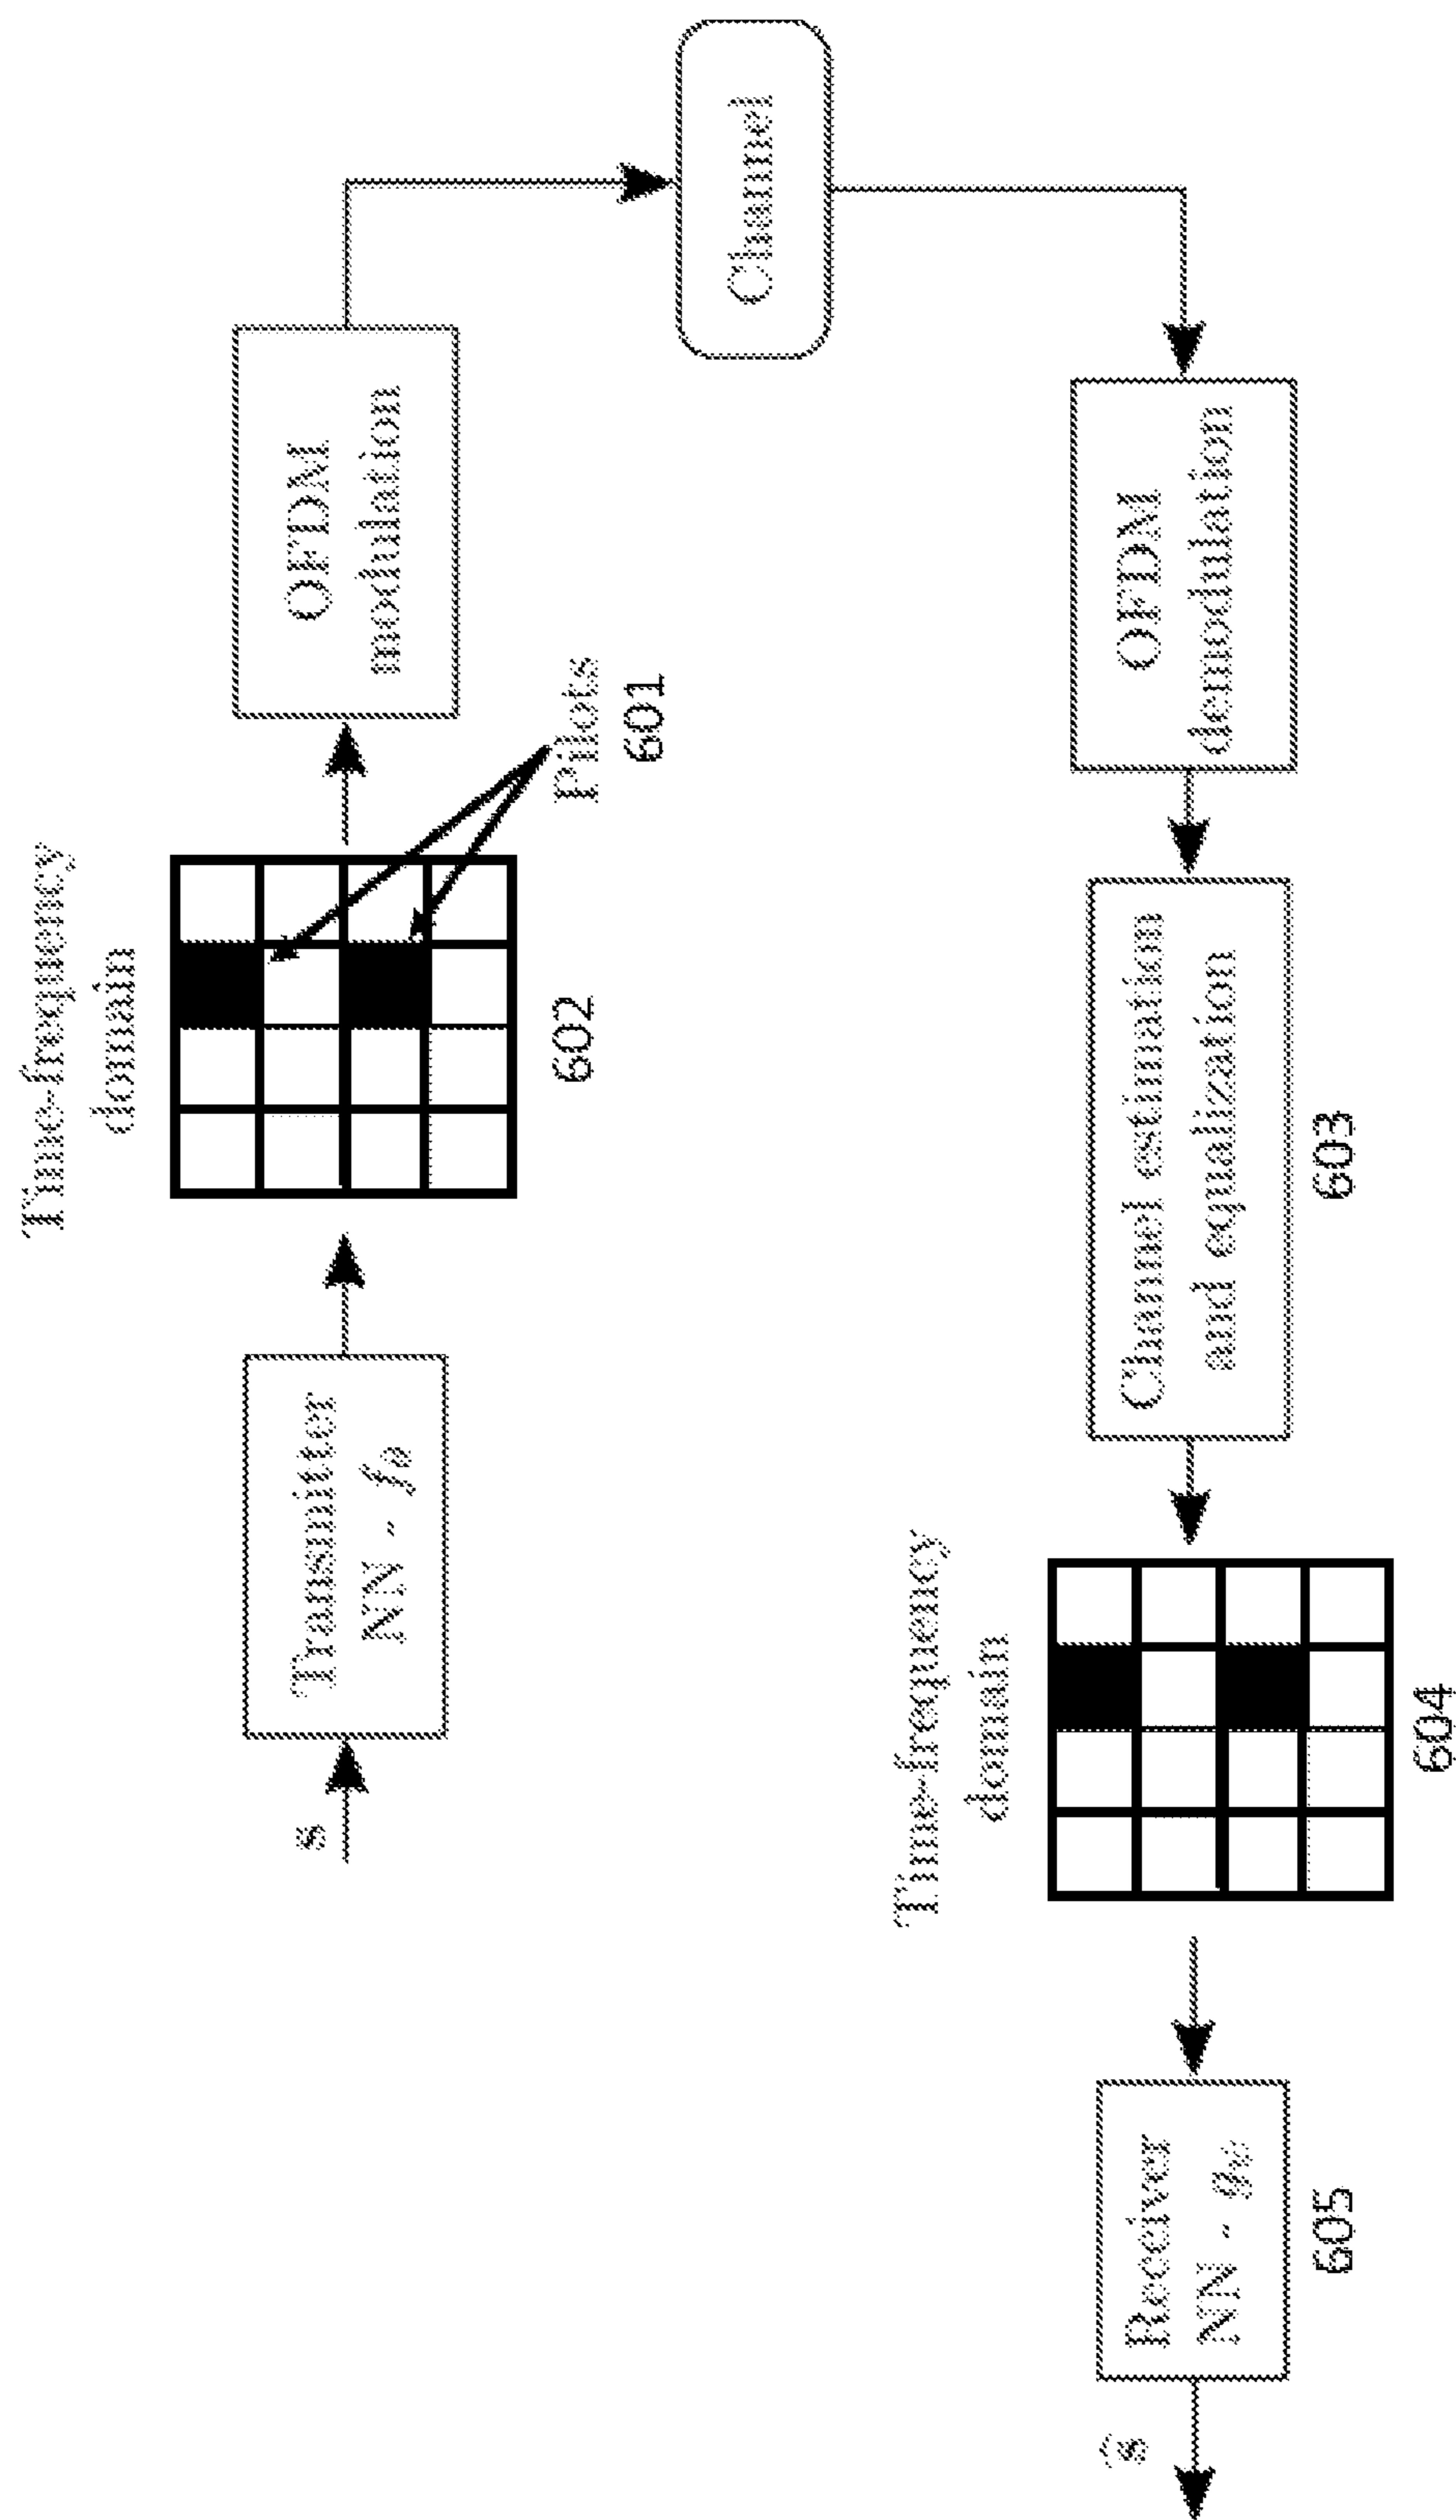 s
Transmitter
NN - fθ
Time-frequency
domain
602
Pilots
601
OFDM
modulation
Channel
OFDM
demodulation
Channel estimation
and equalization
603
Time-frequency
domain
604
Receiver
NN -
605
ŝ